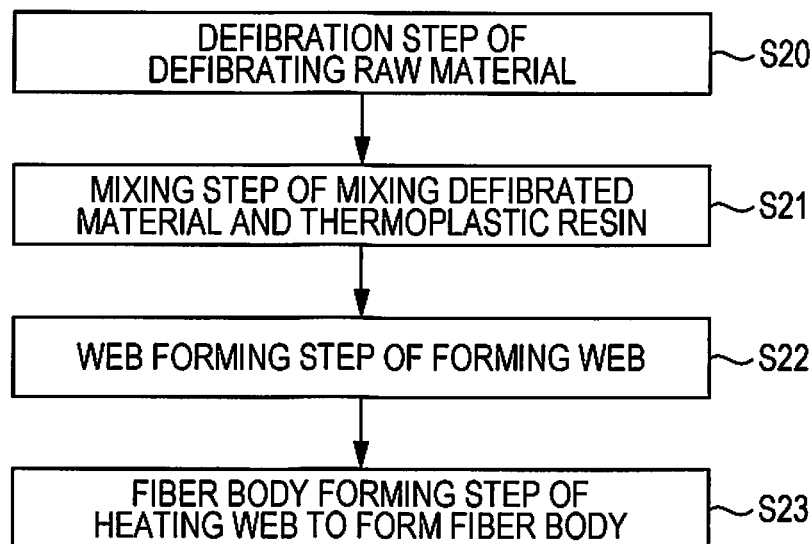 DEFIBRATION STEP OF
DEFIBRATING RAW MATERIAL
S20
MIXING STEP OF MIXING DEFIBRATED
MATERIAL AND THERMOPLASTIC RESIN
S21
WEB FORMING STEP OF FORMING WEB
S22
FIBER BODY FORMING STEP OF
HEATING WEB TO FORM FIBER BODY
S23